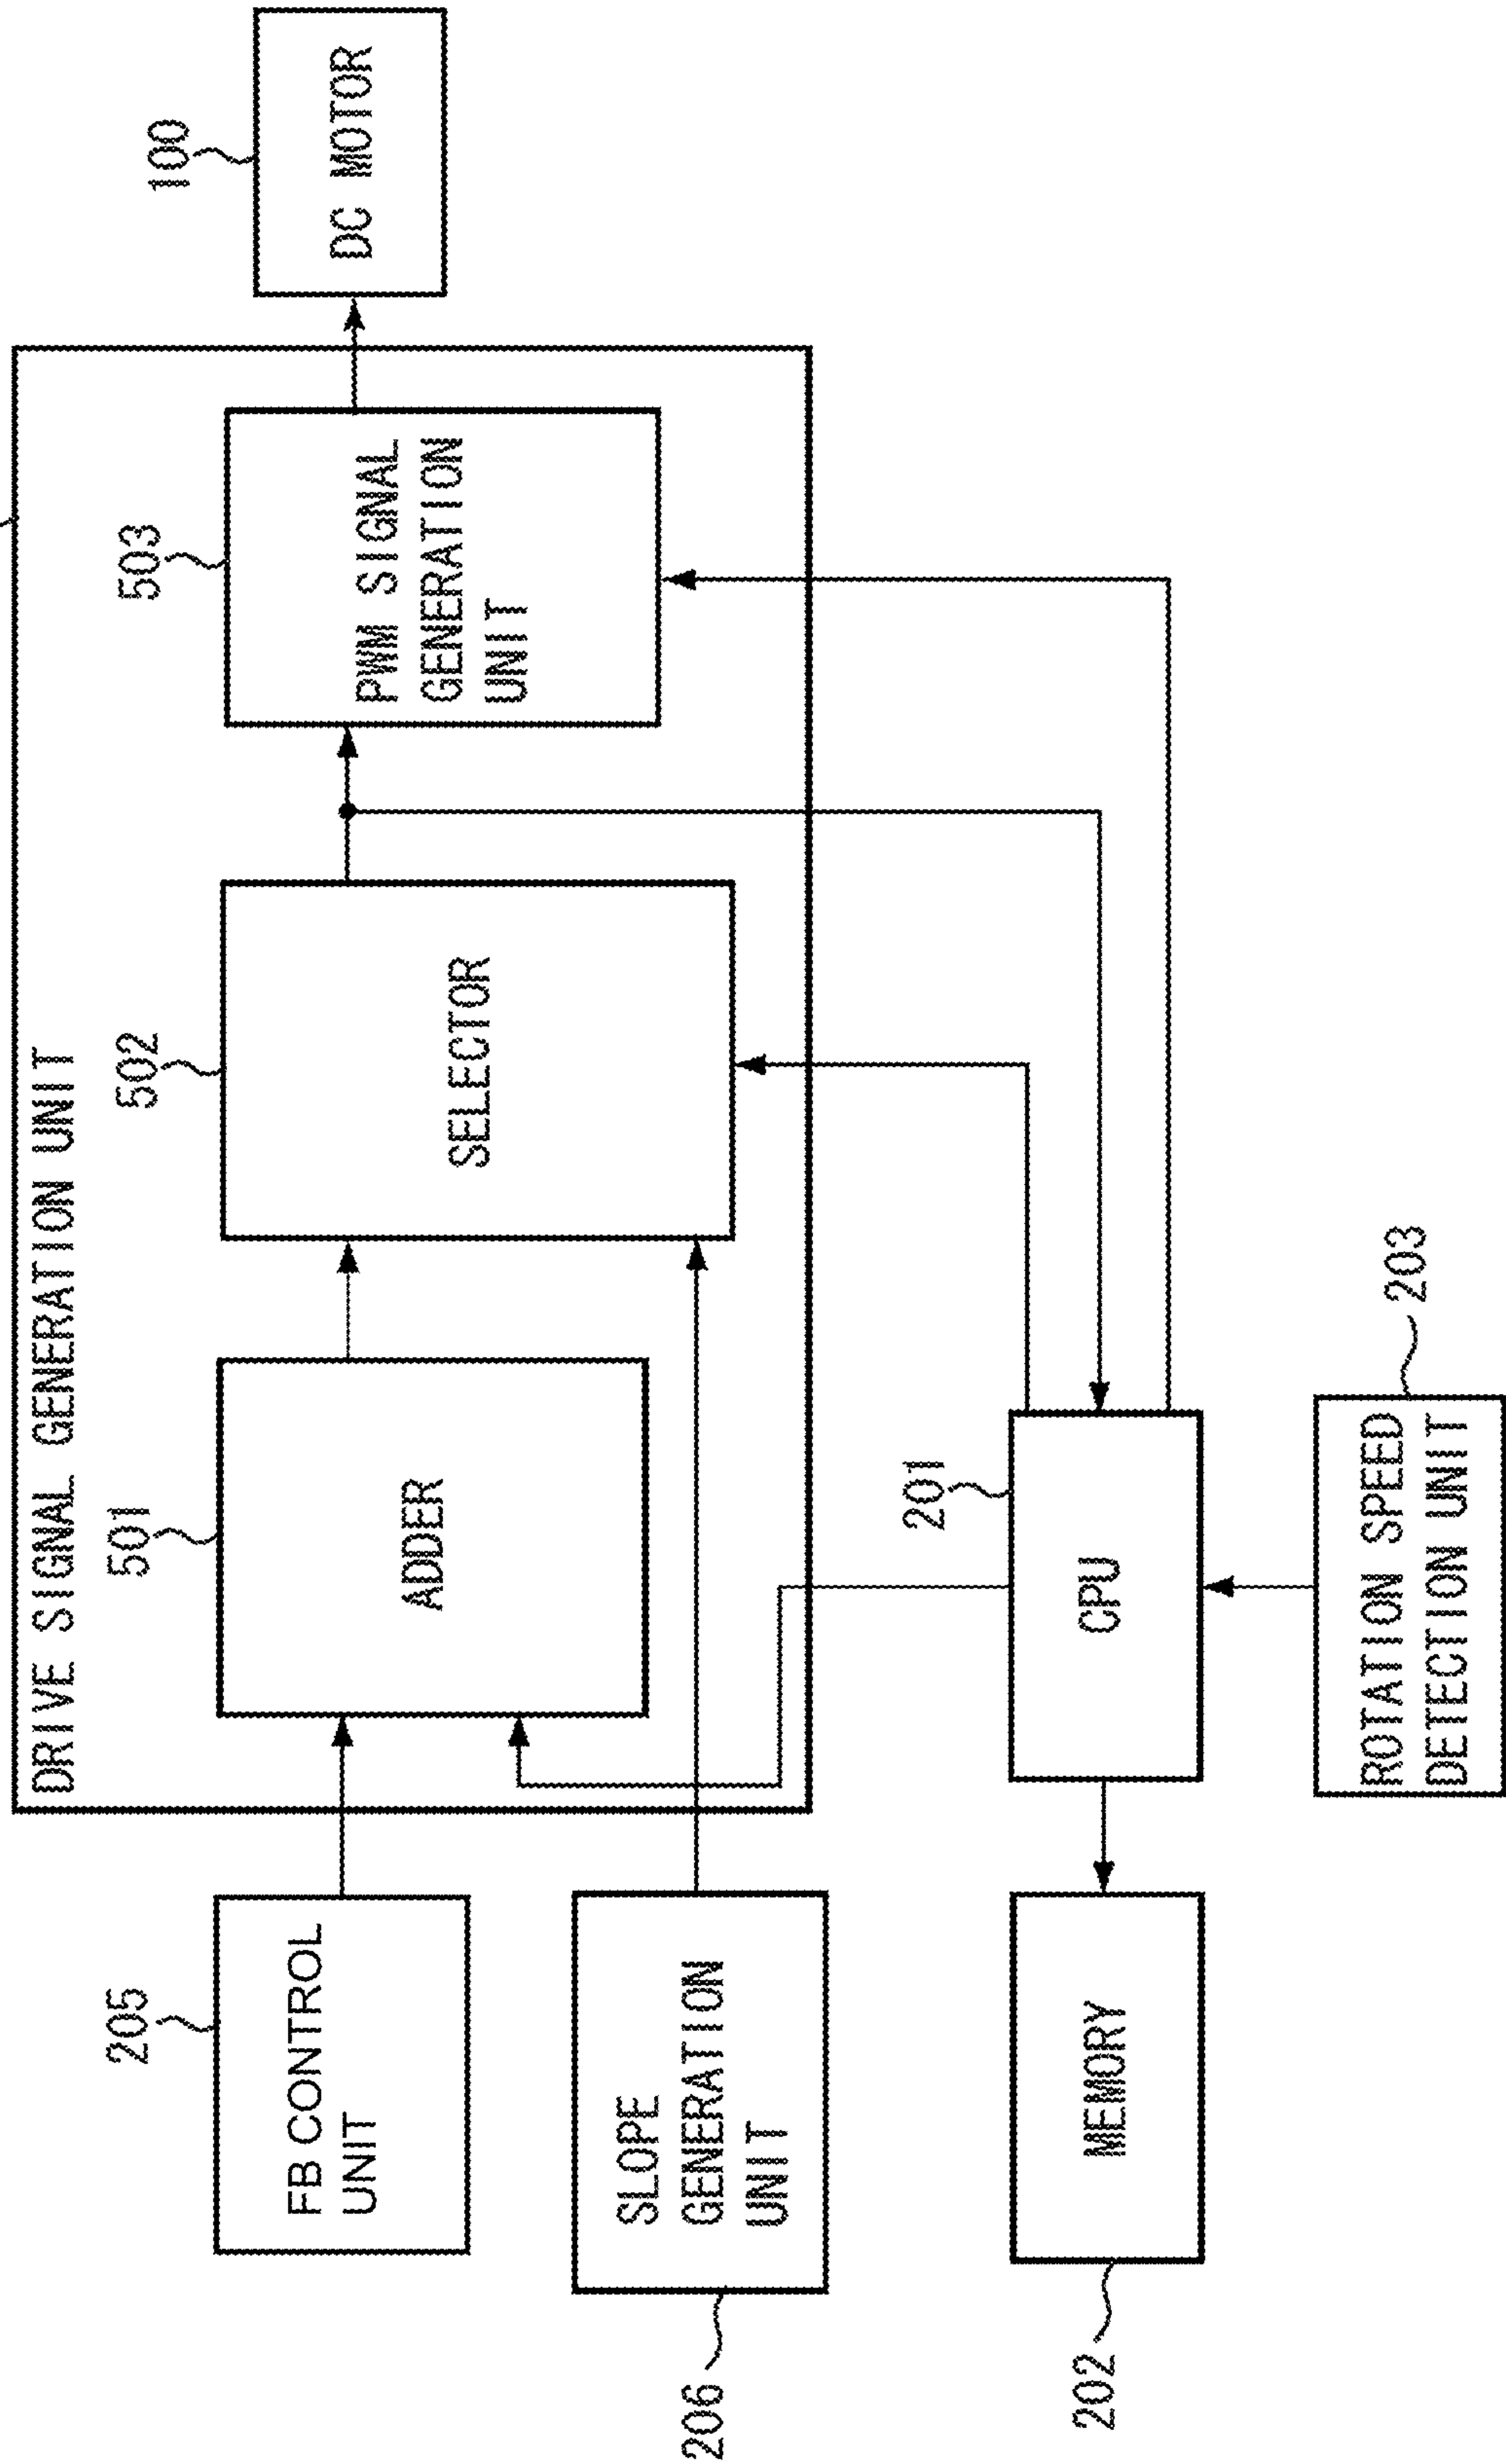 DRIVE SIGNAL GENERATION UNIT
205
FB CONTROL
UNIT
501
ADDER
502
SELECTOR
503
PWM SIGNAL
GENERATION
UNIT
100
DC MOTOR
206
SLOPE
GENERATION
UNIT
202
MEMORY
201
CPU
203
ROTATION SPEED
DETECTION UNIT